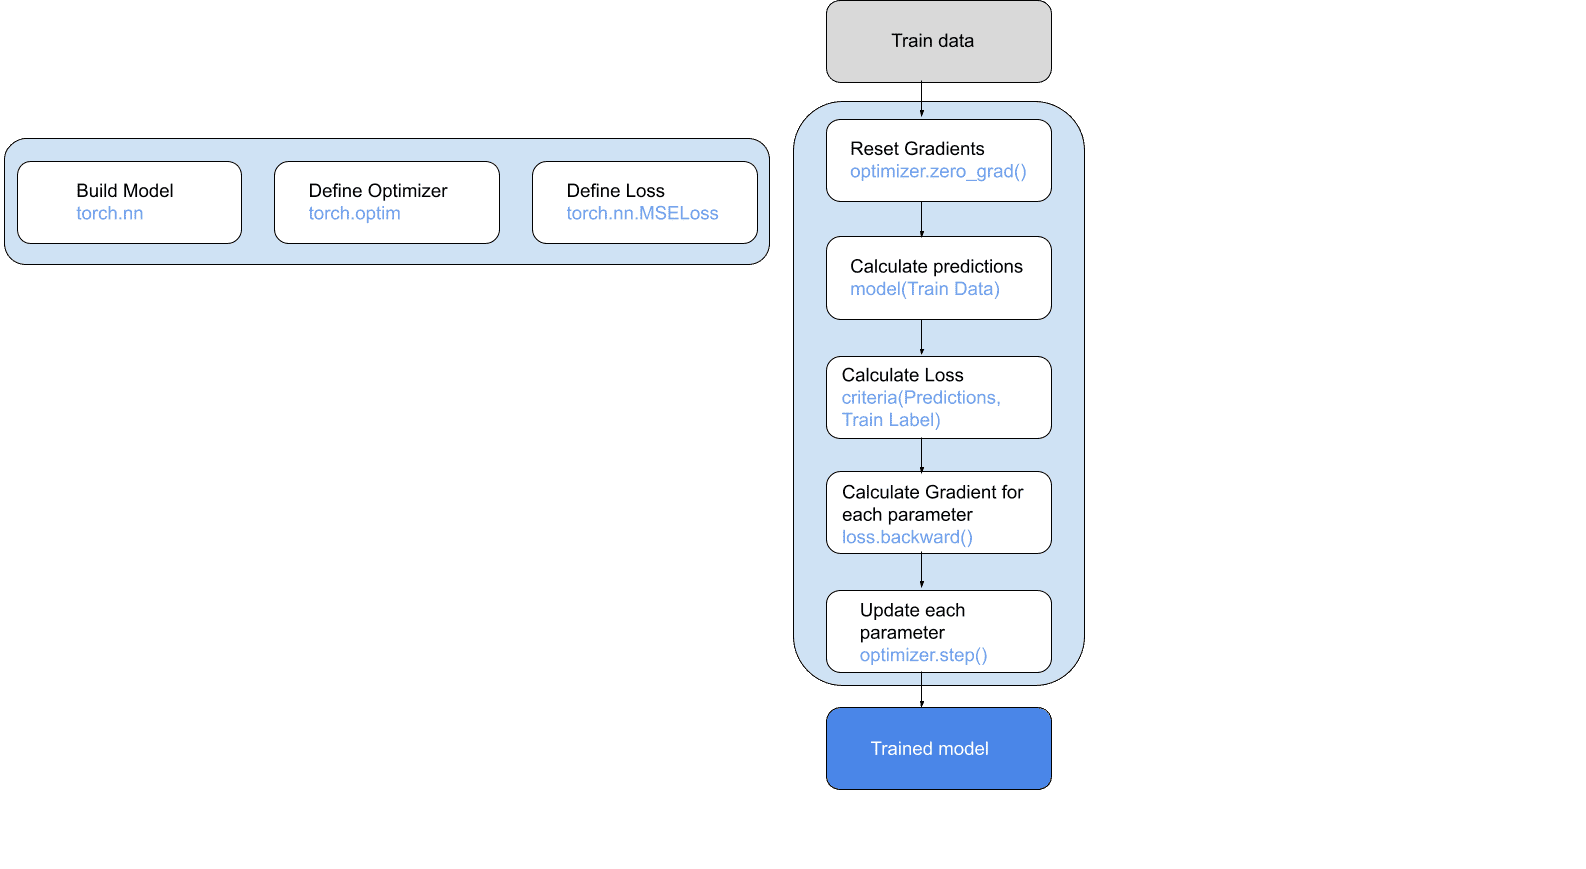 Train data
Build Model
torch.nn
Define Optimizer
torch.optim
Define Loss
torch.nn.MSELoss
Reset Gradients
optimizer.zero_grad()
Calculate predictions
model(Train Data)
Calculate Loss
criteria(Predictions,
Train Label)
Calculate Gradient for
each parameter
loss.backward()
Update each
parameter
optimizer.step()
Trained model